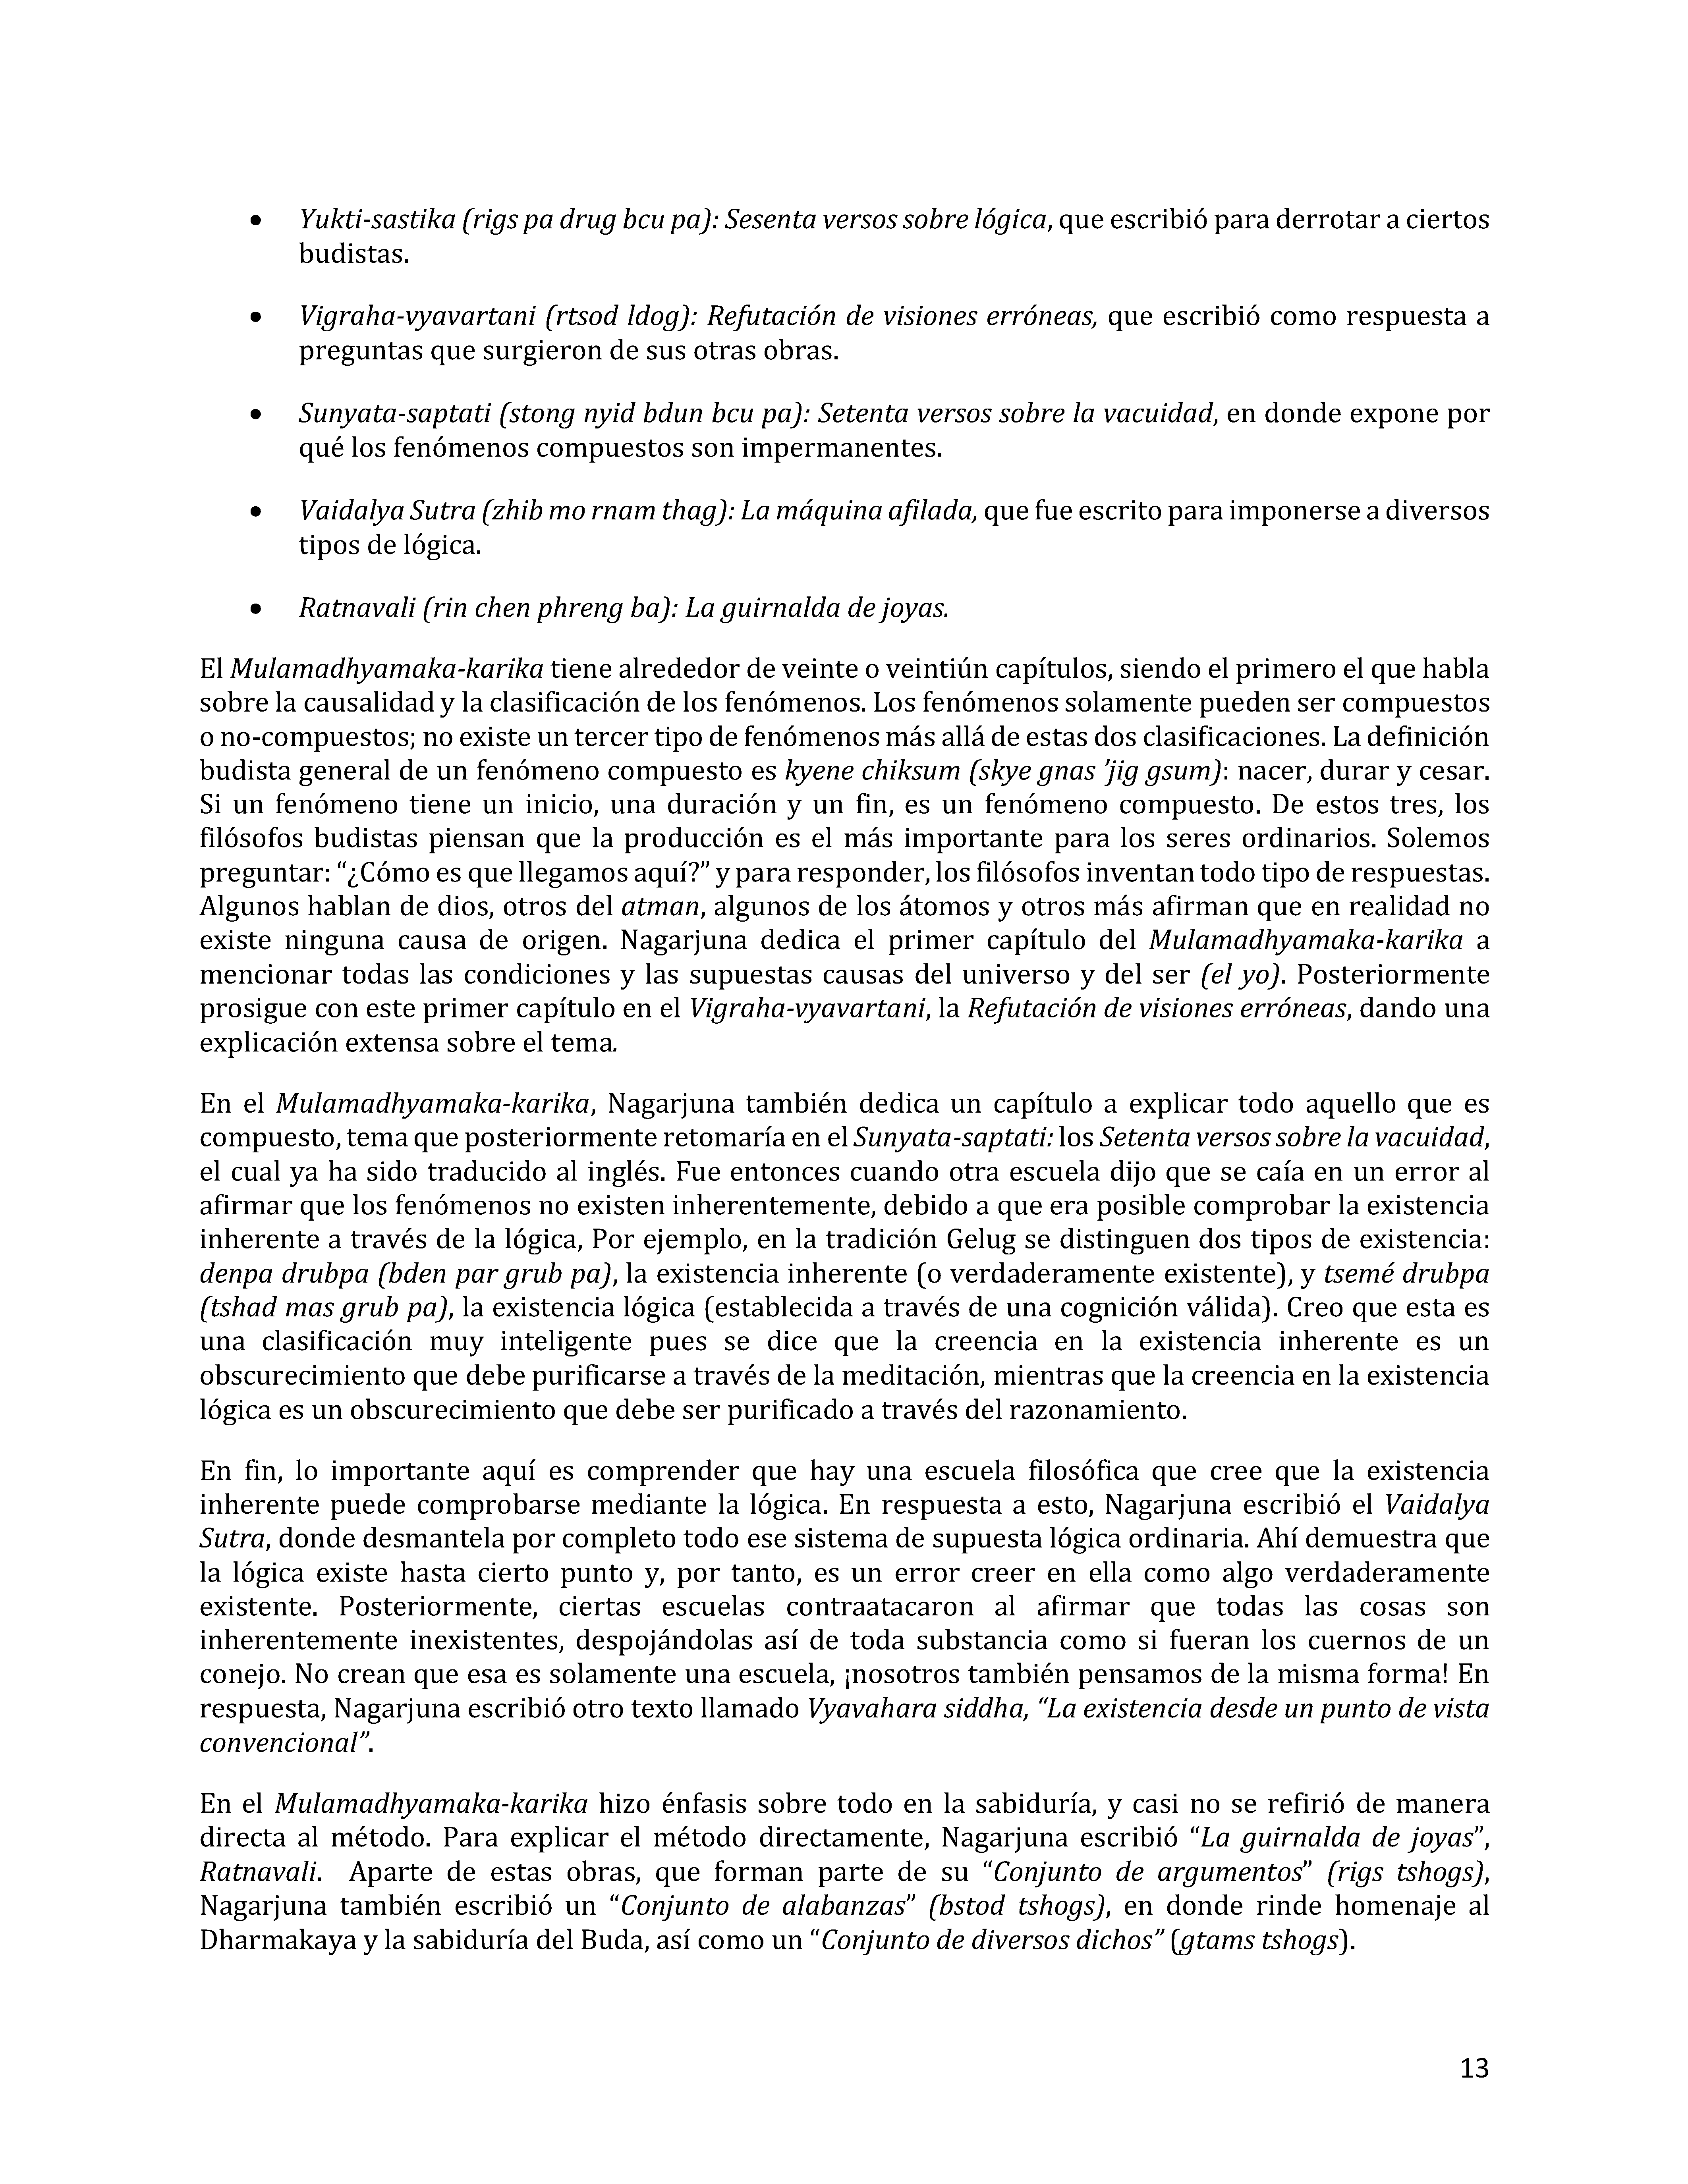 • Yukti-sastika (rigs pa drug bcu pa): Sesenta versos sobre lógica, que escribió para derrotar a ciertos
budistas.
• Vigraha-vyavartani (rtsod ldog): Refutación de visiones erróneas, que escribió como respuesta a
preguntas que surgieron de sus otras obras.
• Sunyata-saptati (stong nyid bdun bcu pa): Setenta versos sobre la vacuidad, en donde expone por
qué los fenómenos compuestos son impermanentes.
• Vaidalya Sutra (zhib mo rnam thag): La máquina afilada, que fue escrito para imponerse a diversos
tipos de lógica.
• Ratnavali (rin chen phreng ba): La guirnalda de joyas.
El Mulamadhyamaka-karika tiene alrededor de veinte o veintiún capítulos, siendo el primero el que habla
sobre la causalidad y la clasificación de los fenómenos. Los fenómenos solamente pueden ser compuestos
o no-compuestos; no existe un tercer tipo de fenómenos más allá de estas dos clasificaciones. La definición
budista general de un fenómeno compuesto es kyene chiksum (skye gnas ’jig gsum): nacer, durar y cesar.
Si un fenómeno tiene un inicio, una duración y un fin, es un fenómeno compuesto. De estos tres, los
filósofos budistas piensan que la producción es el más importante para los seres ordinarios. Solemos
preguntar: “¿Cómo es que llegamos aquí?” y para responder, los filósofos inventan todo tipo de respuestas.
Algunos hablan de dios, otros del atman, algunos de los átomos y otros más afirman que en realidad no
existe ninguna causa de origen. Nagarjuna dedica el primer capítulo del Mulamadhyamaka-karika a
mencionar todas las condiciones y las supuestas causas del universo y del ser (el yo). Posteriormente
prosigue con este primer capítulo en el Vigraha-vyavartani, la Refutación de visiones erróneas, dando una
explicación extensa sobre el tema.
En el Mulamadhyamaka-karika, Nagarjuna también dedica un capítulo a explicar todo aquello que es
compuesto, tema que posteriormente retomaría en el Sunyata-saptati: los Setenta versos sobre la vacuidad,
el cual ya ha sido traducido al inglés. Fue entonces cuando otra escuela dijo que se caía en un error al
afirmar que los fenómenos no existen inherentemente, debido a que era posible comprobar la existencia
inherente a través de la lógica, Por ejemplo, en la tradición Gelug se distinguen dos tipos de existencia:
denpa drubpa (bden par grub pa), la existencia inherente (o verdaderamente existente), y tsemé drubpa
(tshad mas grub pa), la existencia lógica (establecida a través de una cognición válida). Creo que esta es
una clasificación muy inteligente pues se dice que la creencia en la existencia inherente es un
obscurecimiento que debe purificarse a través de la meditación, mientras que la creencia en la existencia
lógica es un obscurecimiento que debe ser purificado a través del razonamiento.
En fin, lo importante aquí es comprender que hay una escuela filosófica que cree que la existencia
inherente puede comprobarse mediante la lógica. En respuesta a esto, Nagarjuna escribió el Vaidalya
Sutra, donde desmantela por completo todo ese sistema de supuesta lógica ordinaria. Ahí demuestra que
la lógica existe hasta cierto punto y, por tanto, es un error creer en ella como algo verdaderamente
existente. Posteriormente, ciertas escuelas contraatacaron al afirmar que todas las cosas son
inherentemente inexistentes, despojándolas así de toda substancia como si fueran los cuernos de un
conejo. No crean que esa es solamente una escuela, ¡nosotros también pensamos de la misma forma! En
respuesta, Nagarjuna escribió otro texto llamado Vyavahara siddha, “La existencia desde un punto de vista
convencional”.
En el Mulamadhyamaka-karika hizo énfasis sobre todo en la sabiduría, y casi no se refirió de manera
directa al método. Para explicar el método directamente, Nagarjuna escribió “La guirnalda de joyas”,
Ratnavali. Aparte de estas obras, que forman parte de su “Conjunto de argumentos” (rigs tshogs),
Nagarjuna también escribió un “Conjunto de alabanzas” (bstod tshogs), en donde rinde homenaje al
Dharmakaya y la sabiduría del Buda, así como un “Conjunto de diversos dichos” (gtams tshogs).
13